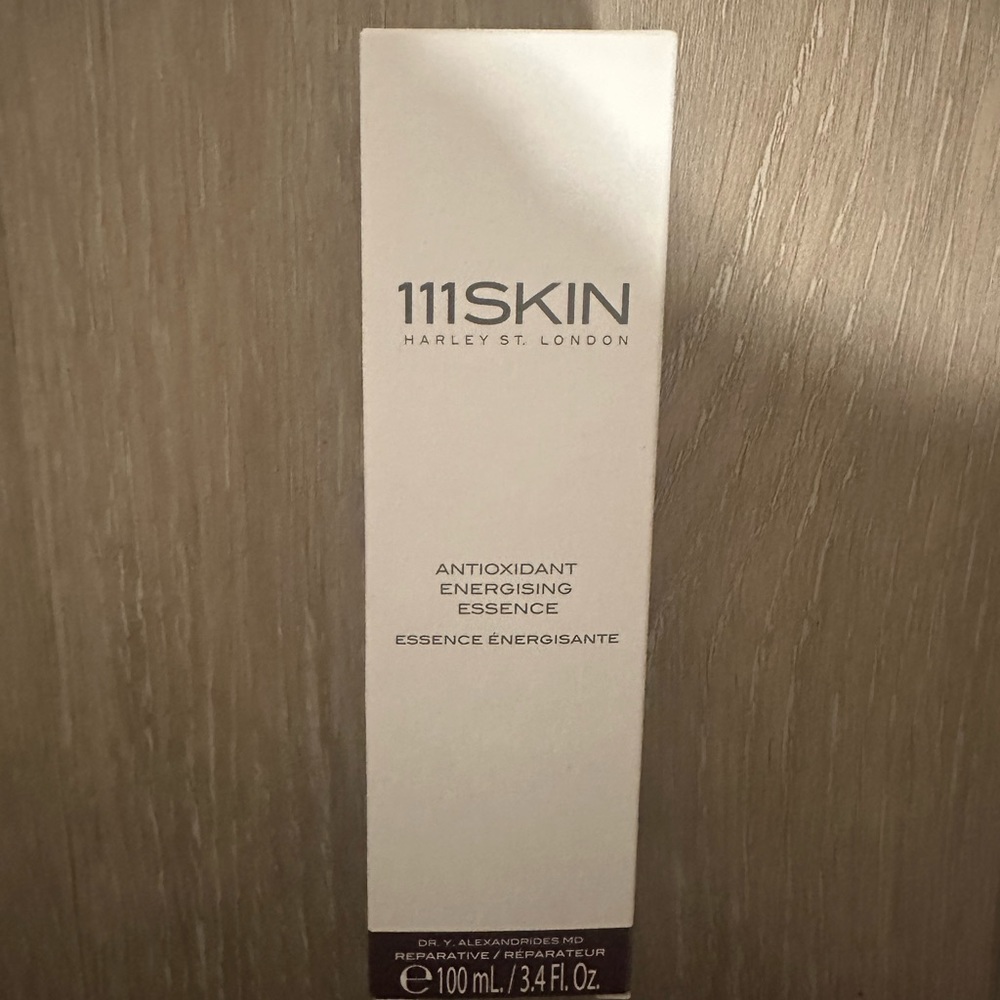 111SKIN
HARLEY ST. LONDON
ANTIOXIDANT
ENERGISING
ESSENCE
ESSENCE ÉNERGISANTE
DR. Y. ALEXANDRIDES MD
REPARATIVE / RÉPARATEUR
℮ 100 mL. / 3.4 Fl. Oz.